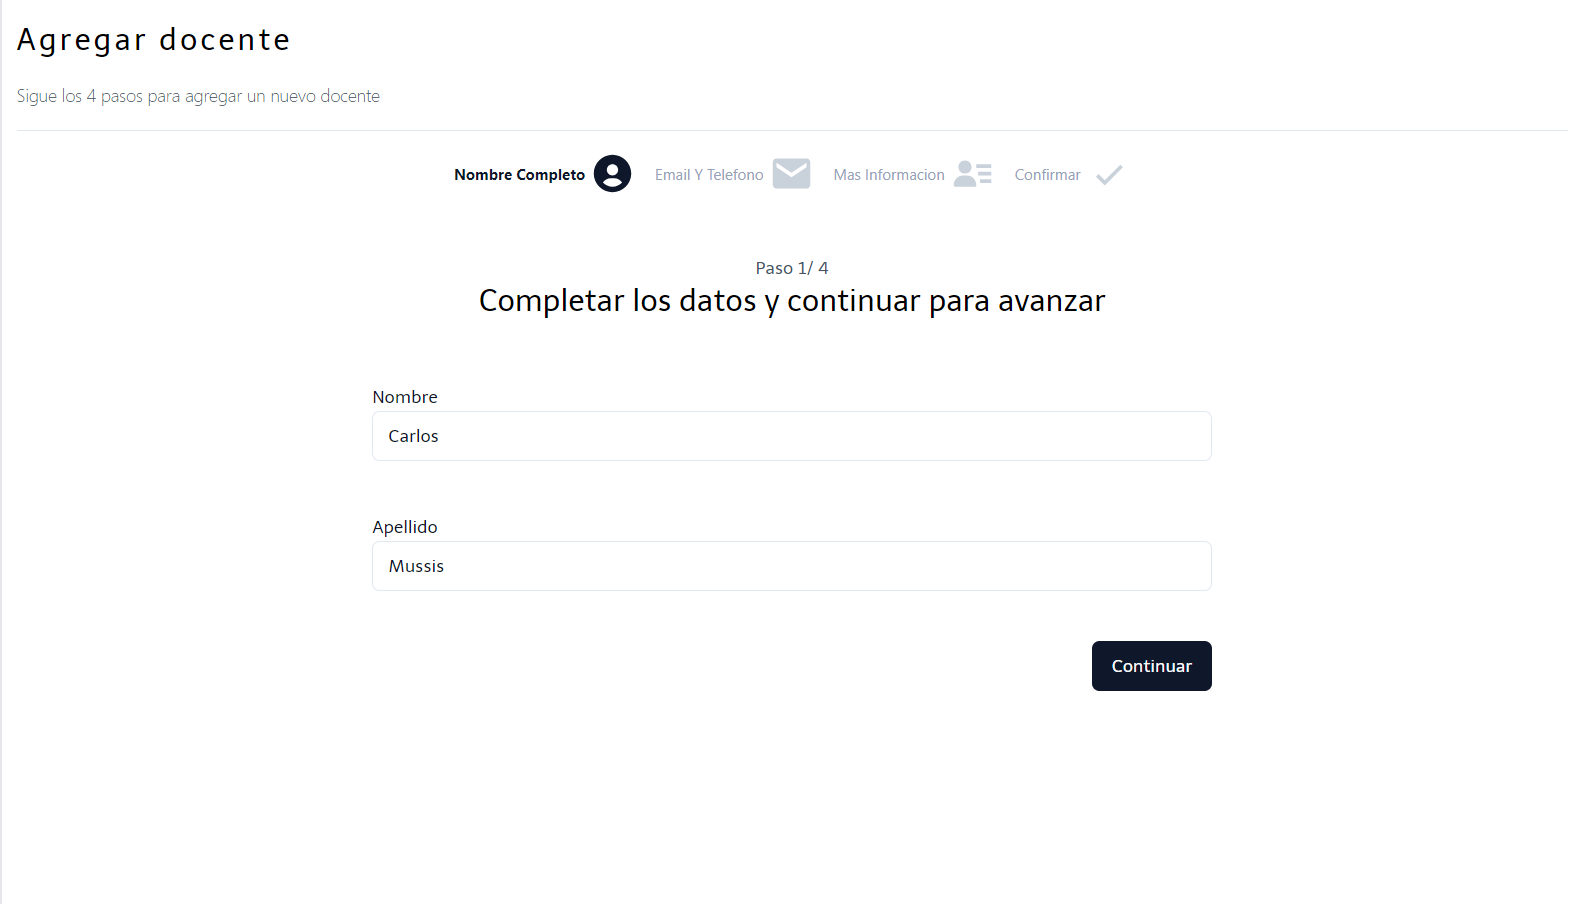 Agregar docente
Sigue los 4 pasos para agregar un nuevo docente
Nombre Completo Email Y Telefono Mas Informacion Confirmar
Paso 1/ 4
Completar los datos y continuar para avanzar
Nombre
Carlos
Apellido
Mussis
Continuar